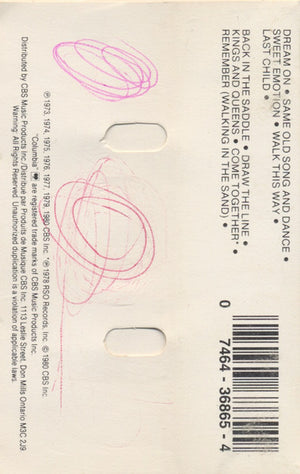 DREAM ON • SAME OLD SONG AND DANCE •
SWEET EMOTION • WALK THIS WAY •
LAST CHILD •
BACK IN THE SADDLE • DRAW THE LINE •
KINGS AND QUEENS • COME TOGETHER* •
REMEMBER (WALKING IN THE SAND) •
0 7464-36865-4
℗ 1973, 1974, 1975, 1976, 1977, 1979, 1980 CBS Inc. *℗ 1978 RSO Records, Inc. © 1980 CBS Inc.
"Columbia", are registered trade marks of CBS Music Products Inc.
Distributed by CBS Music Products Inc./Distribué par Produits de Musique CBS Inc. 1113 Leslie Street, Don Mills Ontario M3C 2J9.
Warning: All Rights Reserved. Unauthorized duplication is a violation of applicable laws.